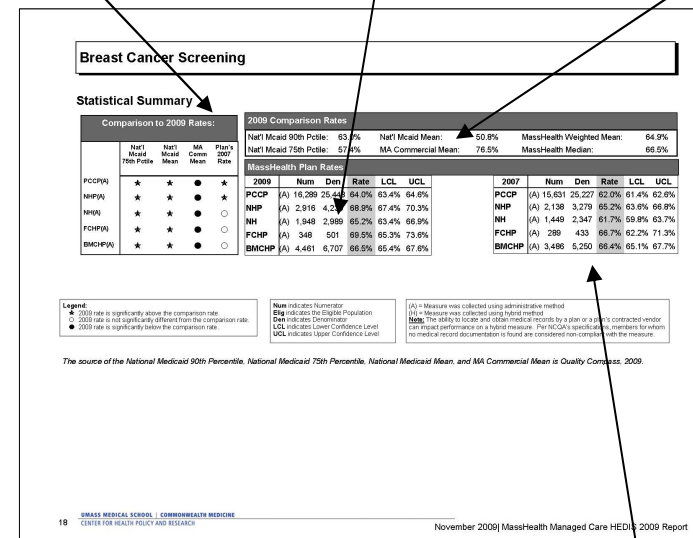 Breast Cancer Screening
Statistical Summary
Comparison to 2009 Rates:
Nat'l Mcaid 75th Pctile
Nat'l Mcaid Mean
MA Comm Mean
Plan's 2007 Rate
PCCP(A) ★ ★ ● ★
NHP(A) ★ ★ ● ★
NH(A) ★ ★ ● ○
FCHP(A) ★ ★ ● ○
BMCHP(A) ★ ★ ● ○
2009 Comparison Rates
Nat'l Mcaid 90th Pctile: Nat'l Mcaid Mean: 50.8% MassHealth Weighted Mean: 64.9%
Nat'l Mcaid 75th Pctile: MA Commercial Mean: 76.5% MassHealth Median: 66.5%
MassHealth Plan Rates
2009 Num Den Rate LCL UCL
PCCP (A) 16,289 25,448 64.0% 63.4% 64.6%
NHP (A) 2,916 68.9% 67.4% 70.3%
NH (A) 1,948 2,989 65.2% 63.4% 66.9%
FCHP (A) 348 501 69.5% 65.3% 73.6%
BMCHP (A) 4,461 6,707 66.5% 65.4% 67.6%
2007 Num Den Rate LCL UCL
PCCP (A) 15,631 25,227 62.0% 61.4% 62.6%
NHP (A) 2,138 3,279 65.2% 63.6% 66.8%
NH (A) 1,449 2,347 61.7% 59.8% 63.7%
FCHP (A) 289 433 66.7% 62.2% 71.3%
BMCHP (A) 3,486 5,250 66.4% 65.1% 67.7%
Legend:
★ 2009 rate is significantly above the comparison rate.
○ 2009 rate is not significantly different from the comparison rate.
● 2009 rate is significantly below the comparison rate.
Num indicates Numerator
Elig indicates the Eligible Population
Den indicates Denominator
LCL indicates Lower Confidence Level
UCL indicates Upper Confidence Level
(A) = Measure was collected using administrative method
(H) = Measure was collected using hybrid method
Note: The ability to locate and obtain medical records by a plan or a plan's contracted vendor
can impact performance on a hybrid measure. Per NCQA's specifications, members for whom
no medical record documentation is found are considered non-compliant with the measure.
The source of the National Medicaid 90th Percentile, National Medicaid 75th Percentile, National Medicaid Mean, and MA Commercial Mean is Quality Compass, 2009.
UMASS MEDICAL SCHOOL | COMMONWEALTH MEDICINE
18 CENTER FOR HEALTH POLICY AND RESEARCH
November 2009| MassHealth Managed Care HEDIS 2009 Report